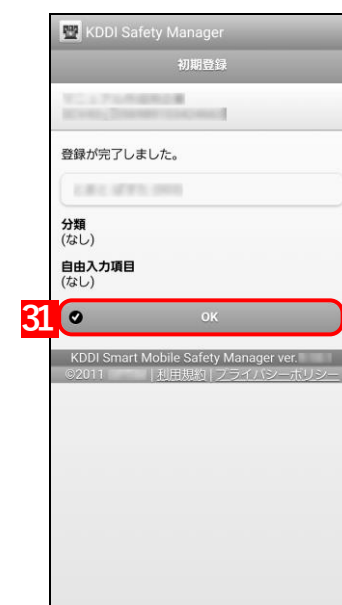 KDDI Safety Manager
初期登録
登録が完了しました。
分類
(なし)
自由入力項目
(なし)
31
OK
KDDI Smart Mobile Safety Manager ver.
©2011 | 利用規約 | プライバシーポリシー